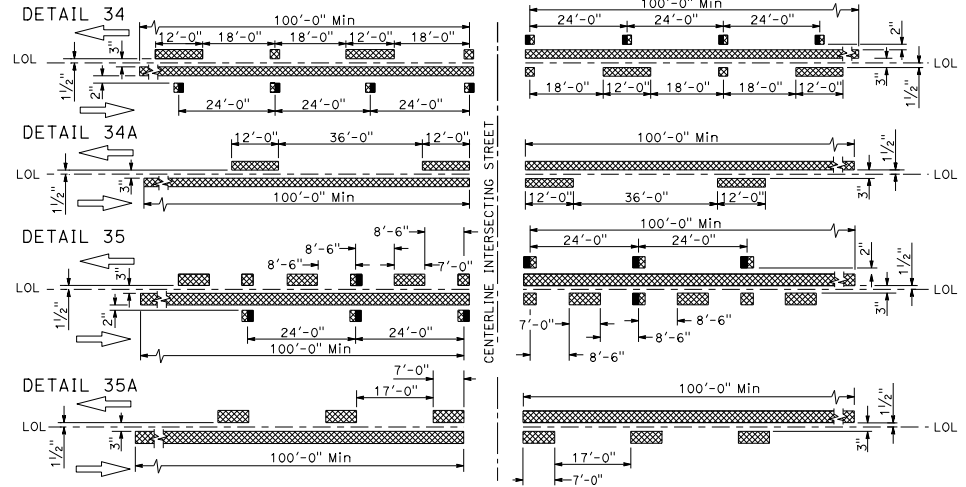 DETAIL 34
100'-0" Min
12'-0" 18'-0" 18'-0" 12'-0" 18'-0"
3"
LOL
1½"
2"
24'-0" 24'-0" 24'-0"
100'-0" Min
24'-0" 24'-0" 24'-0"
2"
LOL
18'-0" 12'-0" 18'-0" 18'-0" 12'-0"
3"
1½"
DETAIL 34A
12'-0" 36'-0" 12'-0"
LOL
1½"
3"
100'-0" Min
100'-0" Min
1½"
LOL
3"
12'-0" 36'-0" 12'-0"
CENTERLINE INTERSECTING STREET
DETAIL 35
8'-6"
8'-6"
8'-6" 7'-0"
3"
LOL
1½"
2"
24'-0" 24'-0"
100'-0" Min
100'-0" Min
24'-0" 24'-0"
2"
1½"
LOL
3"
7'-0" 8'-6"
8'-6"
8'-6"
DETAIL 35A
7'-0"
17'-0"
LOL
1½"
3"
100'-0" Min
100'-0" Min
1½"
LOL
3"
17'-0"
7'-0"